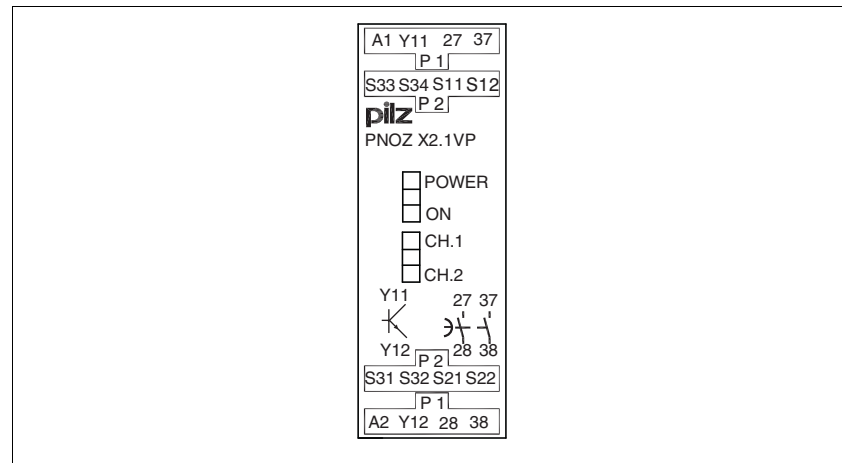 A1 Y11 27 37
P 1
S33 S34 S11 S12
P 2
pilz
PNOZ X2.1VP
POWER
ON
CH.1
CH.2
Y11 27 37
Y12 28 38
P 2
S31 S32 S21 S22
P 1
A2 Y12 28 38